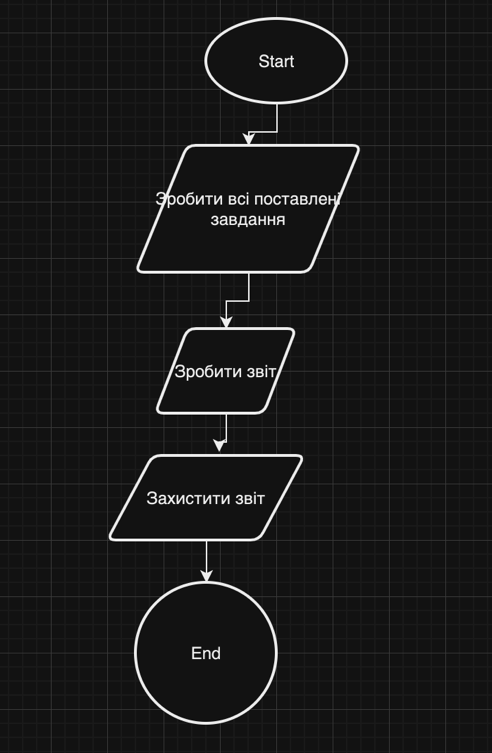 Start
Зробити всі поставлені
завдання
Зробити звіт
Захистити звіт
End